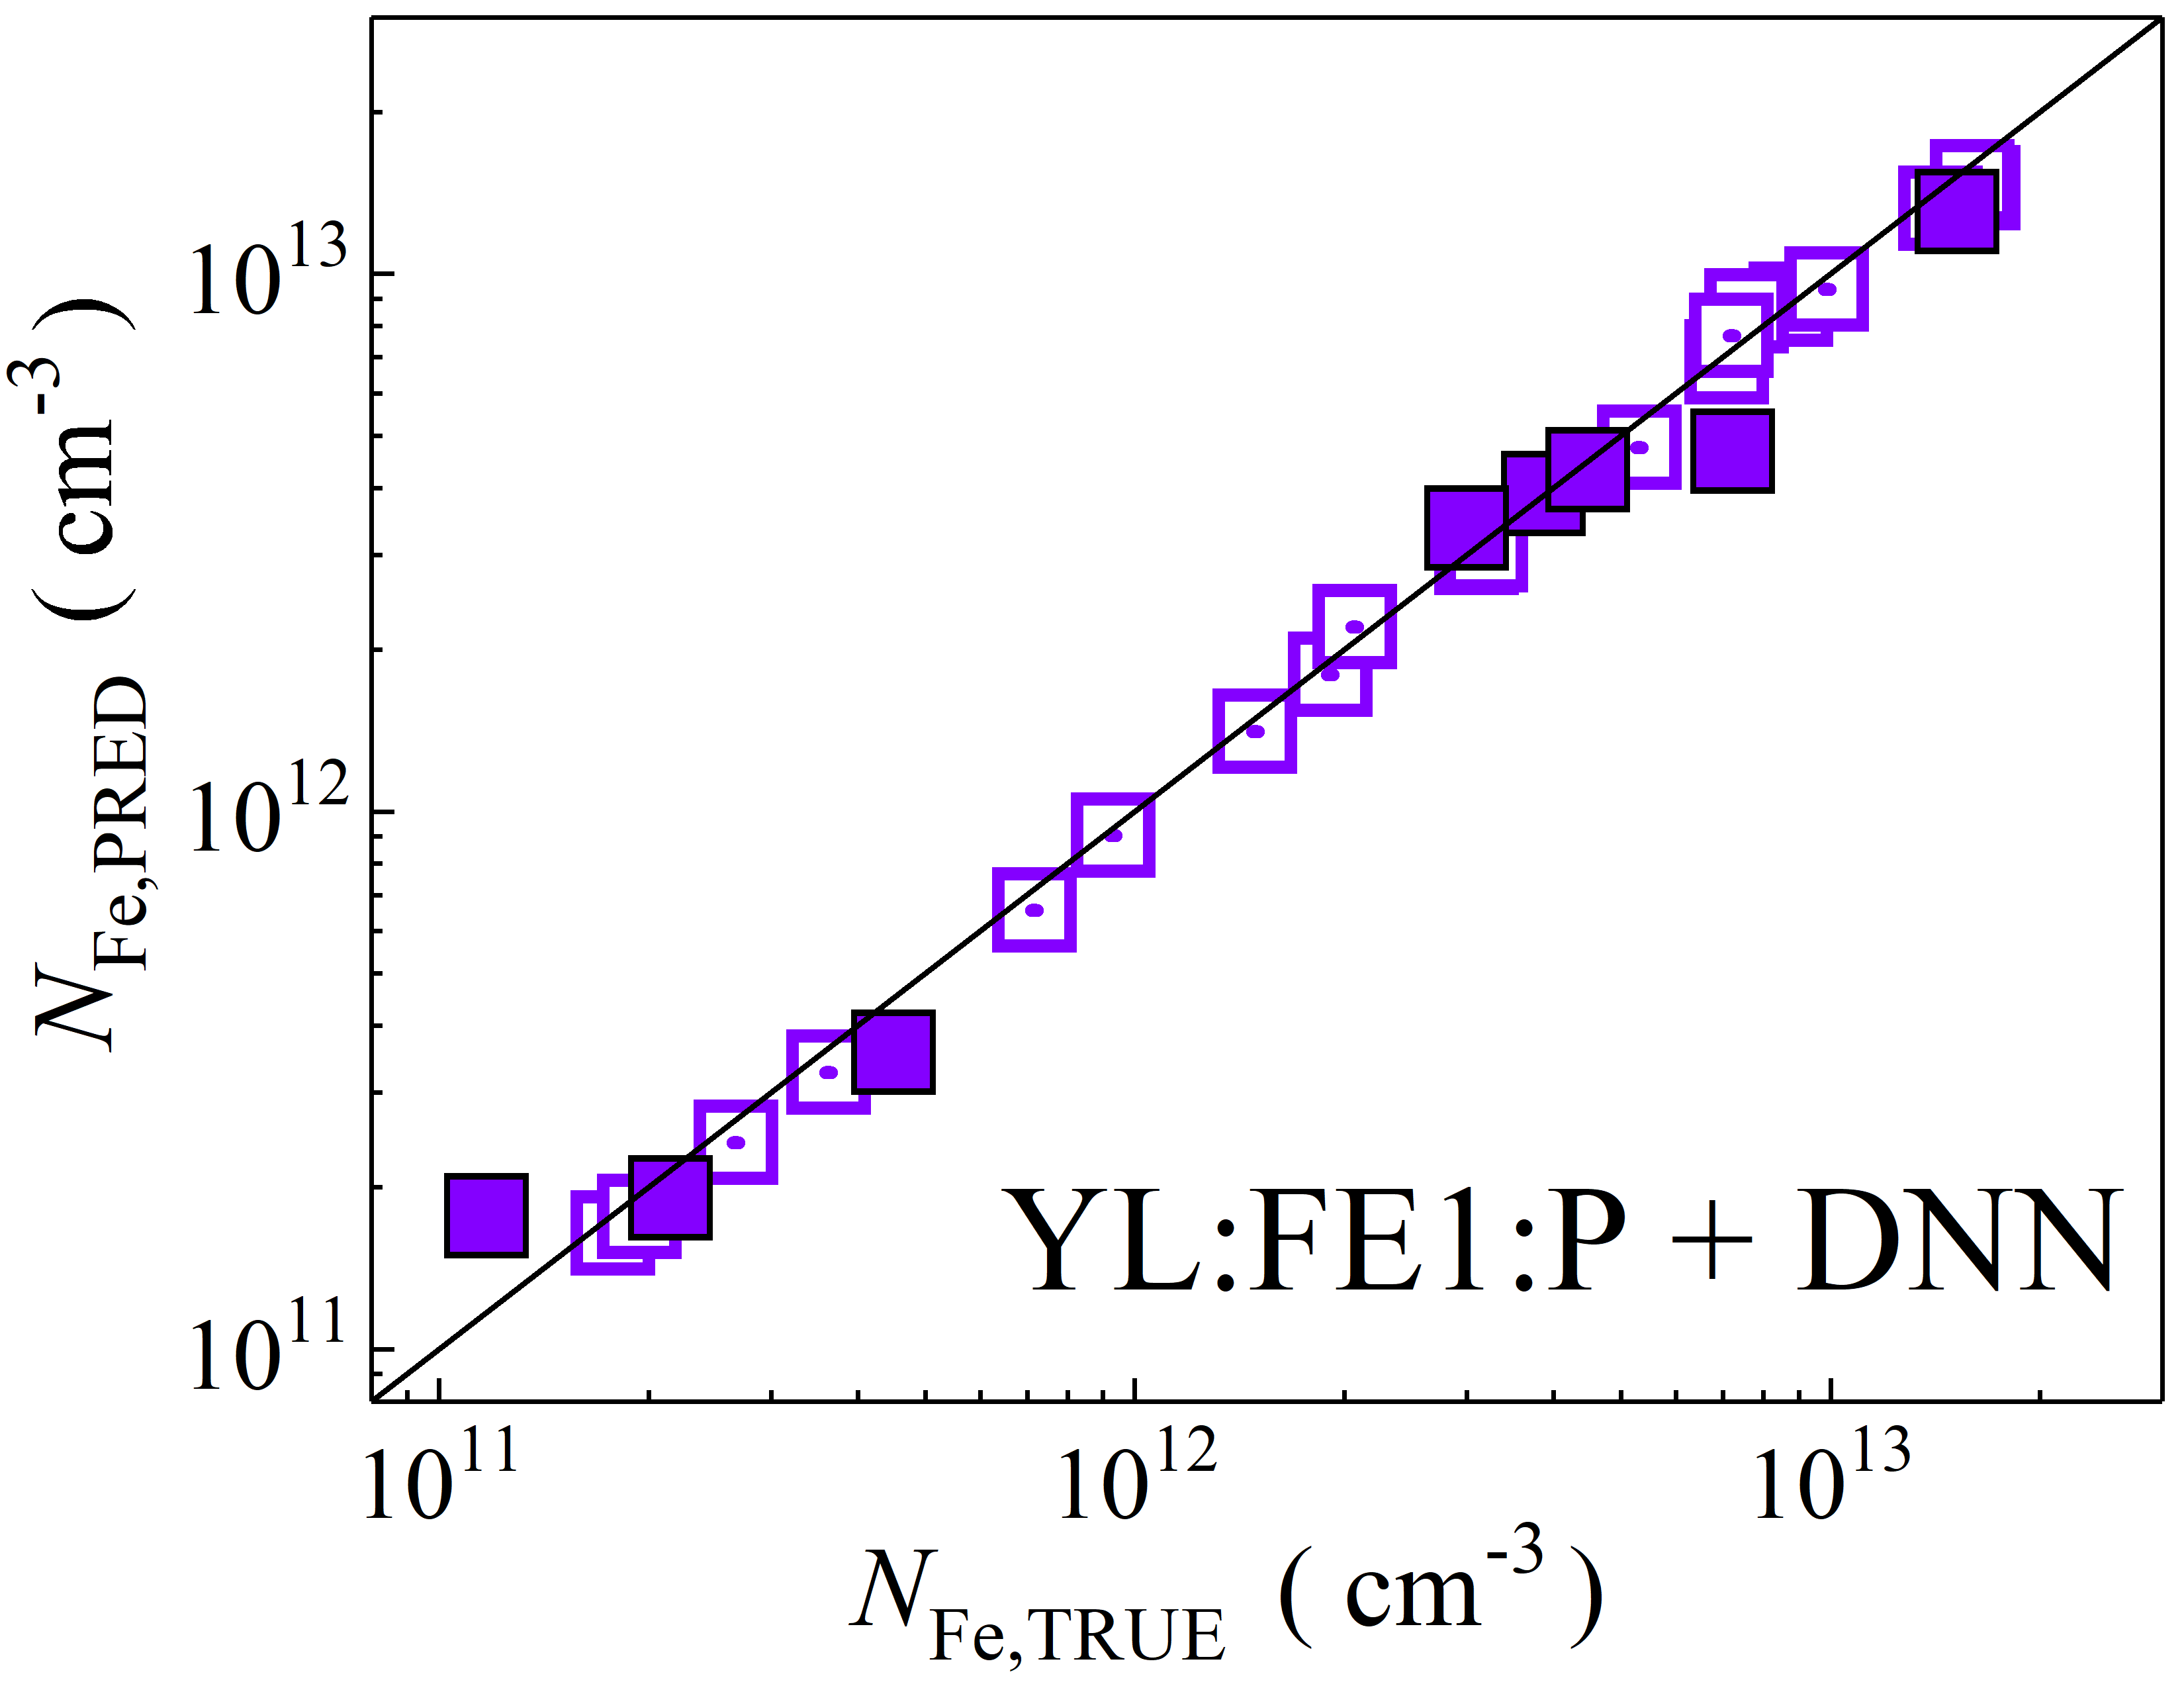 N_Fe,PRED ( cm^-3 )
10^13
10^12
10^11
YL:FE1:P + DNN
10^11 10^12 10^13
N_Fe,TRUE ( cm^-3 )